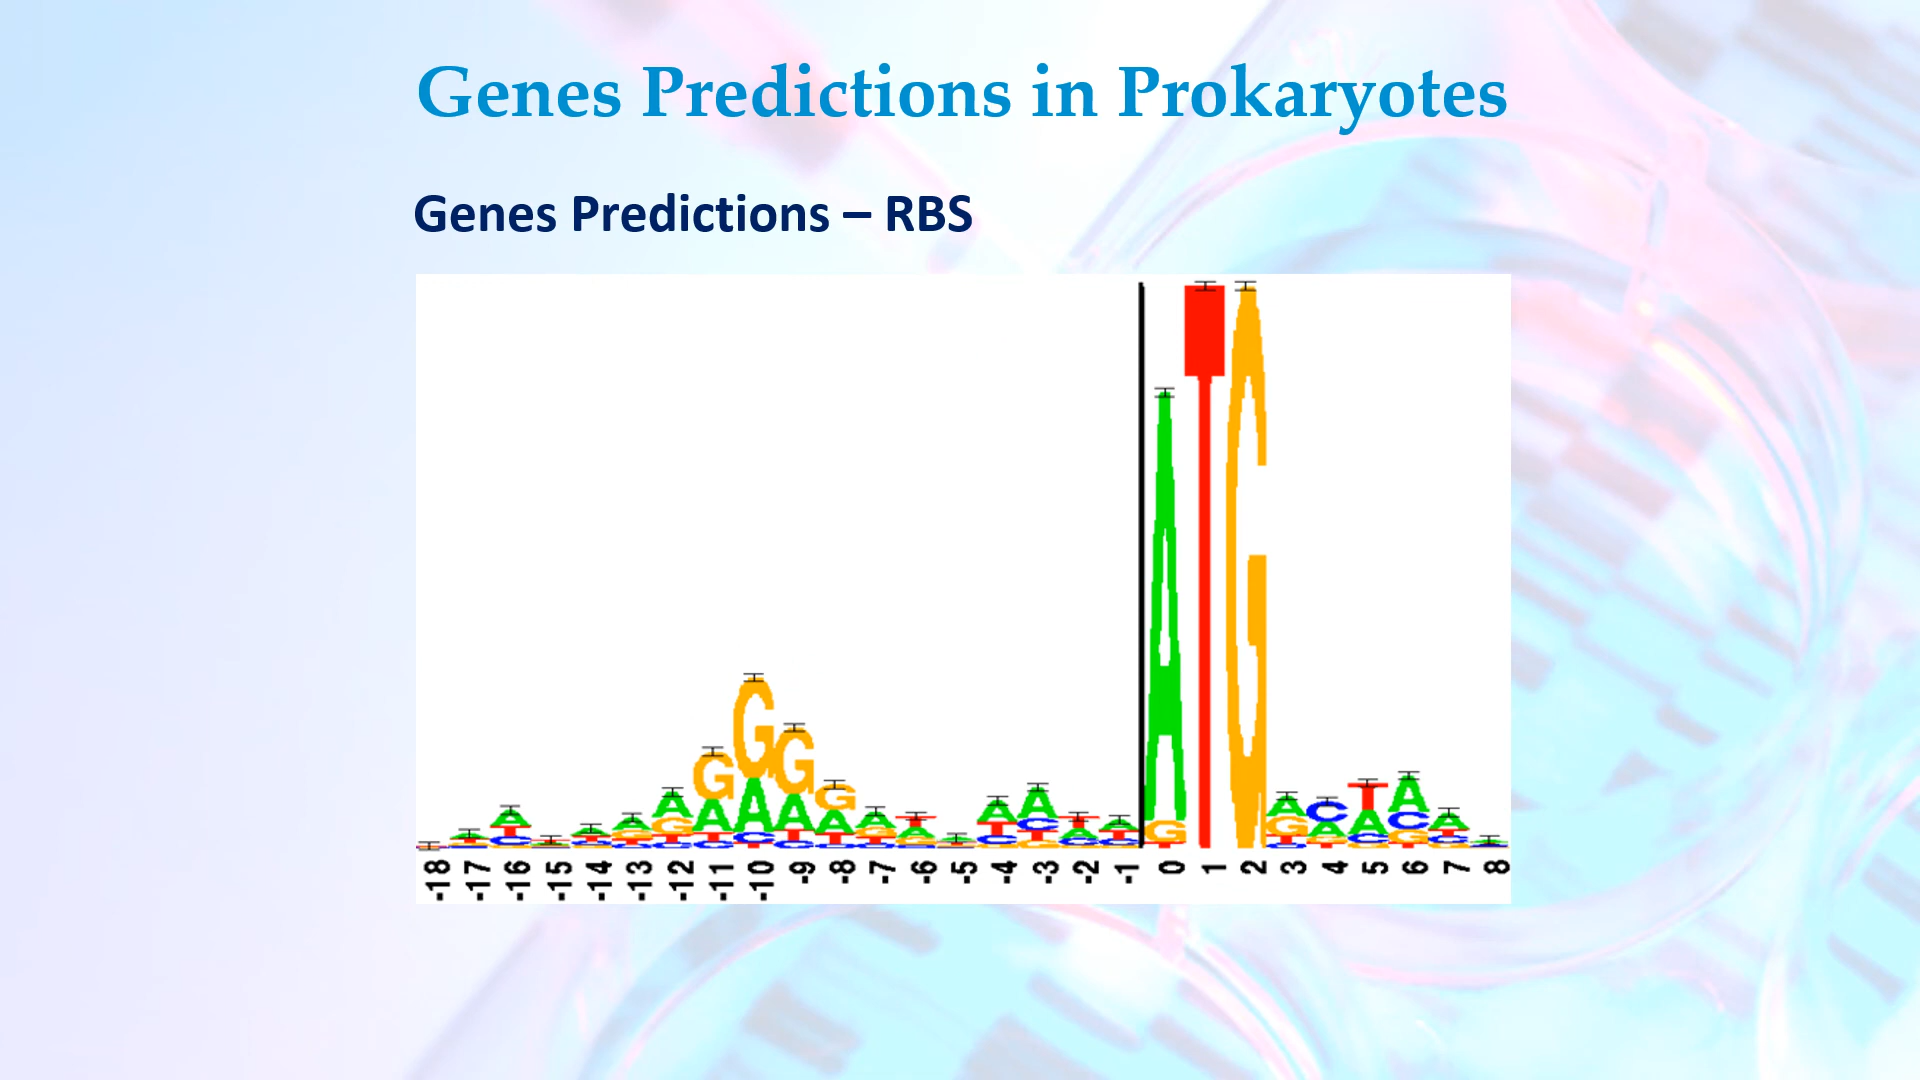 Genes Predictions in Prokaryotes
Genes Predictions – RBS
A T G
-18 -17 -16 -15 -14 -13 -12 -11 -10 -9 -8 -7 -6 -5 -4 -3 -2 -1 0 1 2 3 4 5 6 7 8